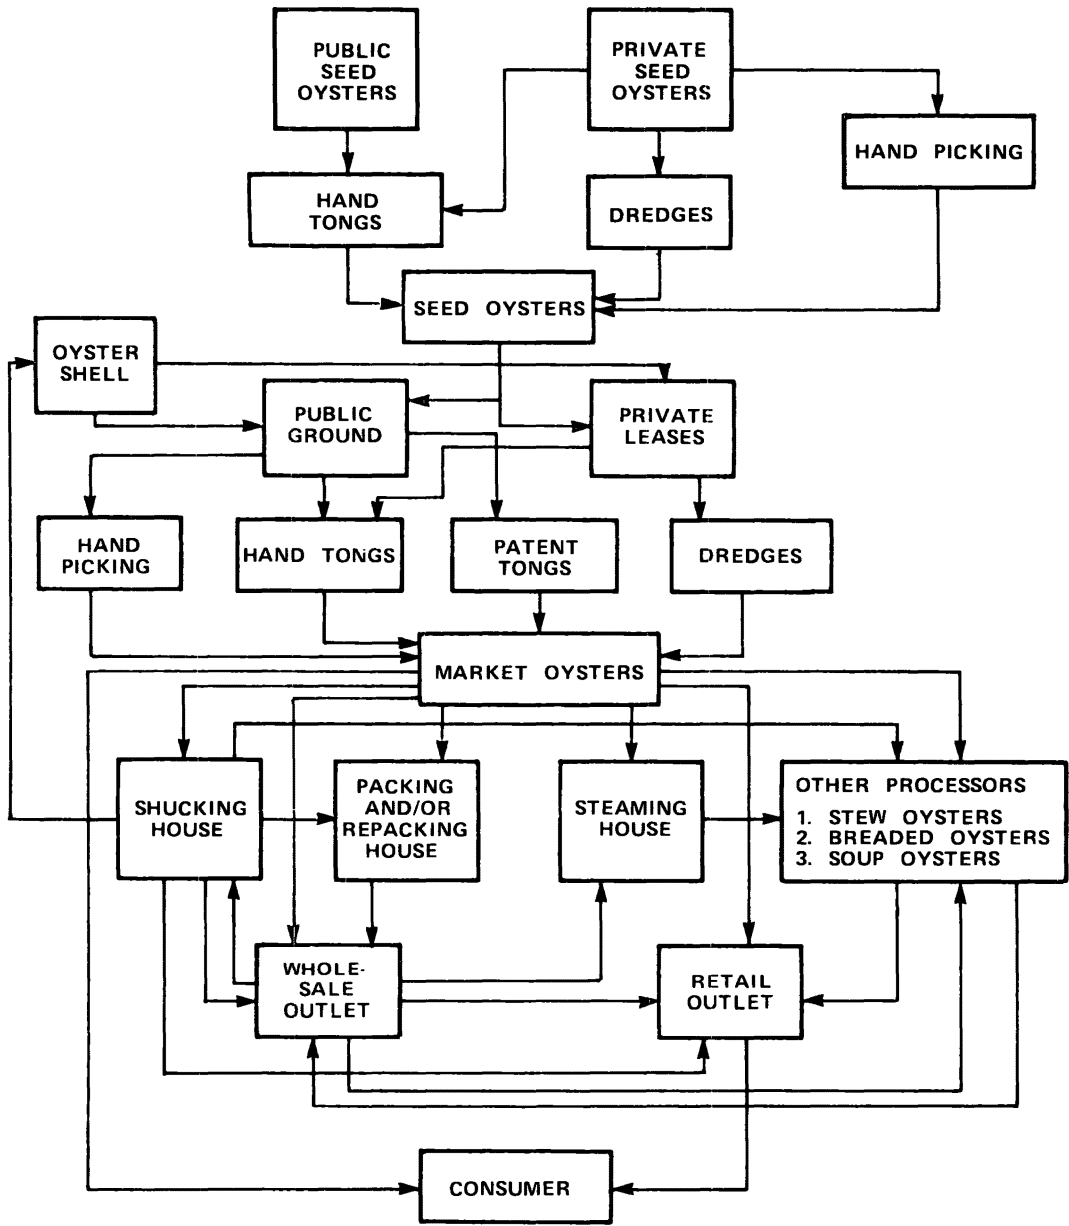 PUBLIC
SEED
OYSTERS
PRIVATE
SEED
OYSTERS
HAND PICKING
HAND
TONGS
DREDGES
SEED OYSTERS
OYSTER
SHELL
PUBLIC
GROUND
PRIVATE
LEASES
HAND
PICKING
HAND TONGS
PATENT
TONGS
DREDGES
MARKET OYSTERS
SHUCKING
HOUSE
PACKING
AND/OR
REPACKING
HOUSE
STEAMING
HOUSE
OTHER PROCESSORS
1. STEW OYSTERS
2. BREADED OYSTERS
3. SOUP OYSTERS
WHOLE-
SALE
OUTLET
RETAIL
OUTLET
CONSUMER